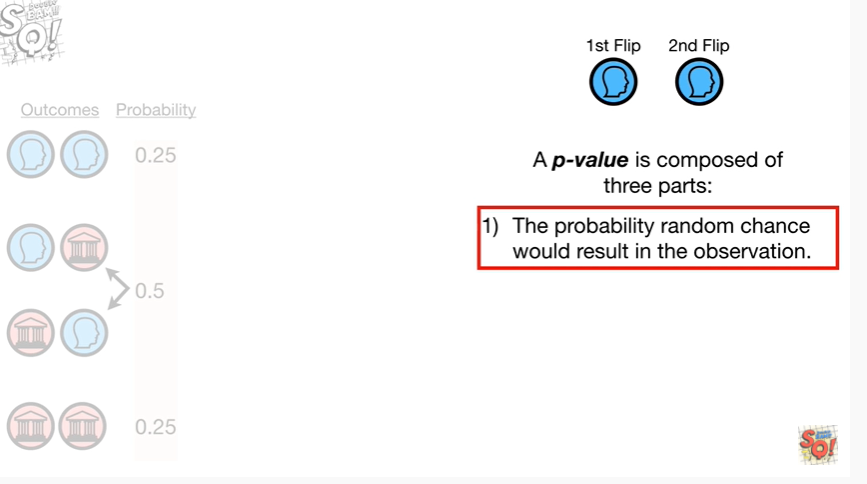 1st Flip 2nd Flip
Outcomes Probability
0.25
0.5
0.25
A p-value is composed of
three parts:
1) The probability random chance
would result in the observation.
SQ!